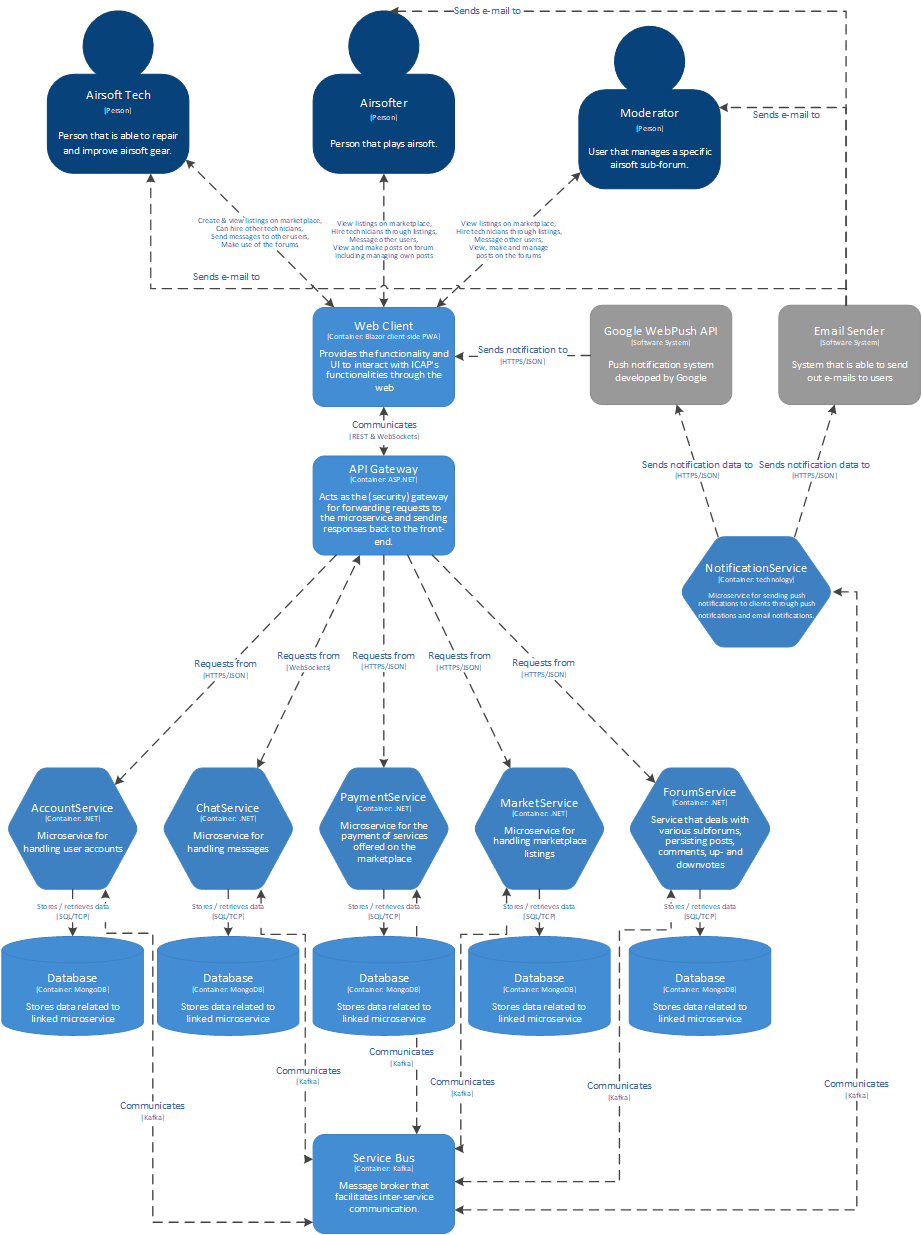 Sends e-mail to
Airsoft Tech
[Person]
Person that is able to repair
and improve airsoft gear.
Airsofter
[Person]
Person that plays airsoft.
Moderator
[Person]
User that manages a specific
airsoft sub-forum.
Sends e-mail to
Create & view listings on marketplace,
Can hire other technicians,
Send messages to other users,
Make use of the forums
View listings on marketplace,
Hire technicians through listings,
Message other users,
View and make posts on forum
including managing own posts
View listings on marketplace,
Hire technicians through listings,
Message other users,
View, make and manage
posts on the forums
Sends e-mail to
Web Client
[Container: Blazor client side PWA]
Provides the functionality and
UI to interact with ICAP's
functionalities through the
web
Sends notification to
[HTTPS/JSON]
Google WebPush API
[Software System]
Push notification system
developed by Google
Email Sender
[Software System]
System that is able to send
out e-mails to users
Communicates
[REST & WebSockets]
API Gateway
[Container: ASP.NET]
Acts as the (security) gateway
for forwarding requests to
the microservice and sending
responses back to the front-
end.
Sends notification data to
[HTTPS/JSON]
Sends notification data to
[HTTPS/JSON]
NotificationService
[Container: technology]
Microservice for sending push
notifications to clients through push
notifcations and email notifications.
Requests from
[HTTPS/JSON]
Requests from
[WebSockets]
Requests from
[HTTPS/JSON]
Requests from
[HTTPS/JSON]
Requests from
[HTTPS/JSON]
AccountService
[Container: .NET]
Microservice for
handling user accounts
ChatService
[Container: .NET]
Microservice for
handling messages
PaymentService
[Container: .NET]
Microservice for the
payment of services
offered on the
marketplace
MarketService
[Container: .NET]
Microservice for
handling marketplace
listings
ForumService
[Container: .NET]
Service that deals with
various subforums,
persisting posts,
comments, up- and
downvotes
Stores / retrieves data
[SQL/TCP]
Stores / retrieves data
[SQL/TCP]
Stores / retrieves data
[SQL/TCP]
Stores / retrieves data
[SQL/TCP]
Stores / retrieves data
[SQL/TCP]
Database
[Container: MongoDB]
Stores data related to
linked microservice
Database
[Container: MongoDB]
Stores data related to
linked microservice
Database
[Container: MongoDB]
Stores data related to
linked microservice
Database
[Container: MongoDB]
Stores data related to
linked microservice
Database
[Container: MongoDB]
Stores data related to
linked microservice
Communicates
[Kafka]
Communicates
[Kafka]
Communicates
[Kafka]
Communicates
[Kafka]
Communicates
[Kafka]
Communicates
[Kafka]
Service Bus
[Container: Kafka]
Message broker that
facilitates inter-service
communication.